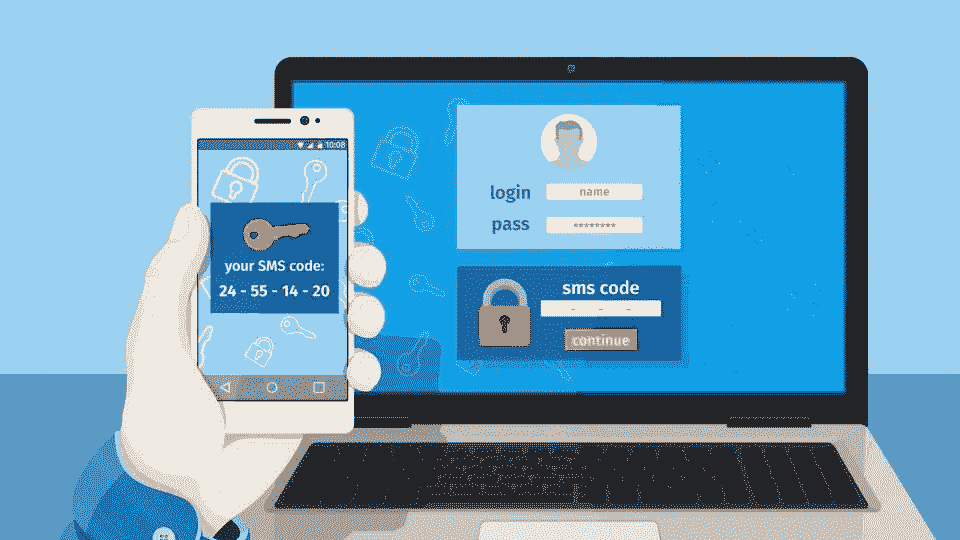 10:08
your SMS code:
24 - 55 - 14 - 20
login name
pass ********
sms code
- - -
continue